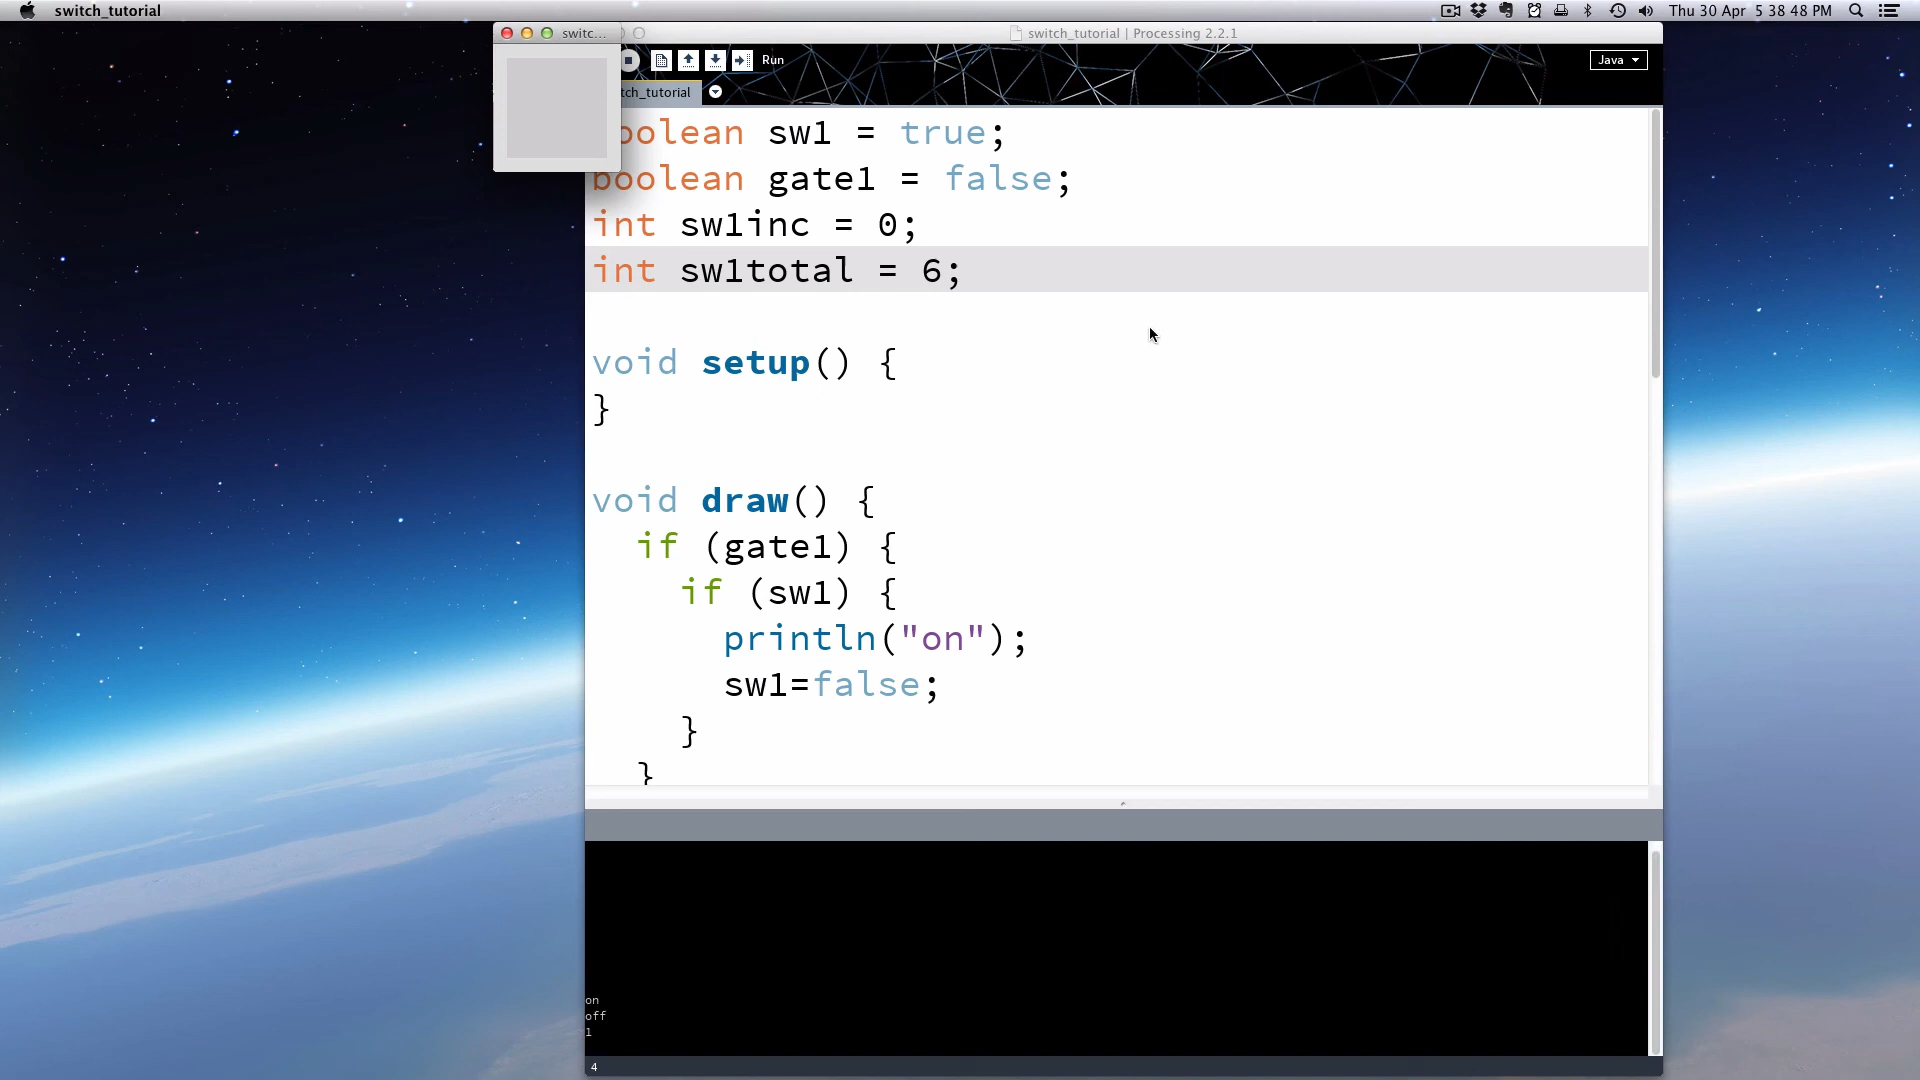 switch_tutorial
Thu 30 Apr 5 38 48 PM
switc...
switch_tutorial | Processing 2.2.1
Run
Java
tch_tutorial
oolean sw1 = true;
boolean gate1 = false;
int sw1inc = 0;
int sw1total = 6;
void setup() {
}
void draw() {
if (gate1) {
if (sw1) {
println("on");
sw1=false;
}
}
on
off
1
4